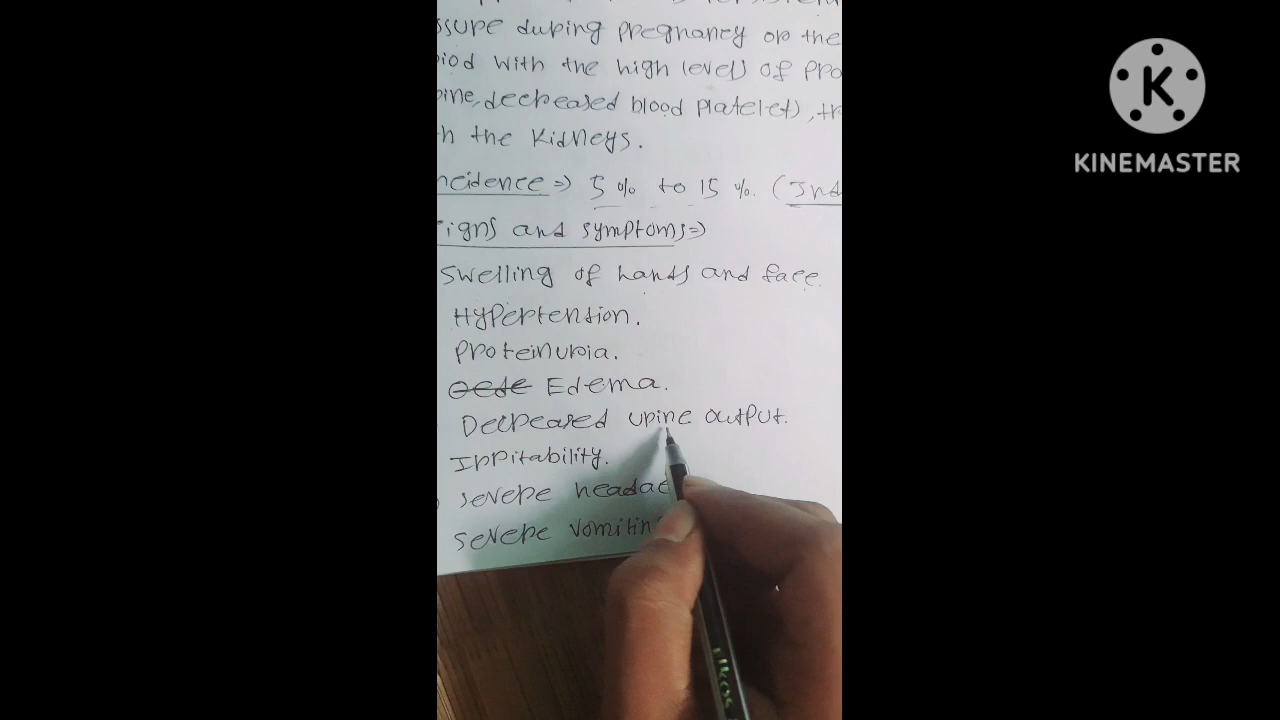 ssure during pregnancy or the
riod with the high levels of pro
rine, decreased blood platelets, tr
h the kidneys.
ncidence => 5% to 15%. (Ind
igns and symptoms =>
Swelling of hands and face.
Hypertension.
Proteinuria.
Oede Edema.
Decreased urine output.
Irritability.
Severe headac
Severe vomitin
KINEMASTER